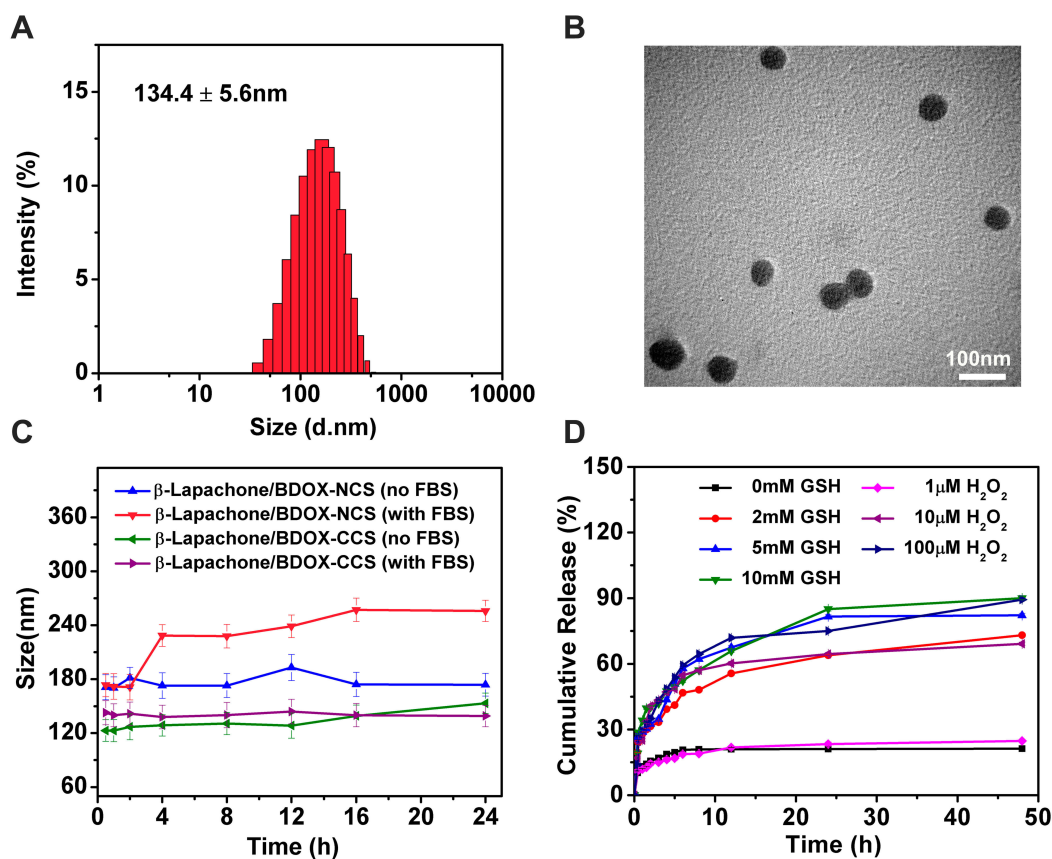 A
134.4 ± 5.6nm
15
10
5
0
Intensity (%)
1 10 100 1000 10000
Size (d.nm)
B
100nm
C
β-Lapachone/BDOX-NCS (no FBS)
β-Lapachone/BDOX-NCS (with FBS)
β-Lapachone/BDOX-CCS (no FBS)
β-Lapachone/BDOX-CCS (with FBS)
360
300
240
180
120
60
Size(nm)
0 4 8 12 16 20 24
Time (h)
D
0mM GSH
2mM GSH
5mM GSH
10mM GSH
1μM H₂O₂
10μM H₂O₂
100μM H₂O₂
150
120
90
60
30
0
Cumulative Release (%)
0 10 20 30 40 50
Time (h)